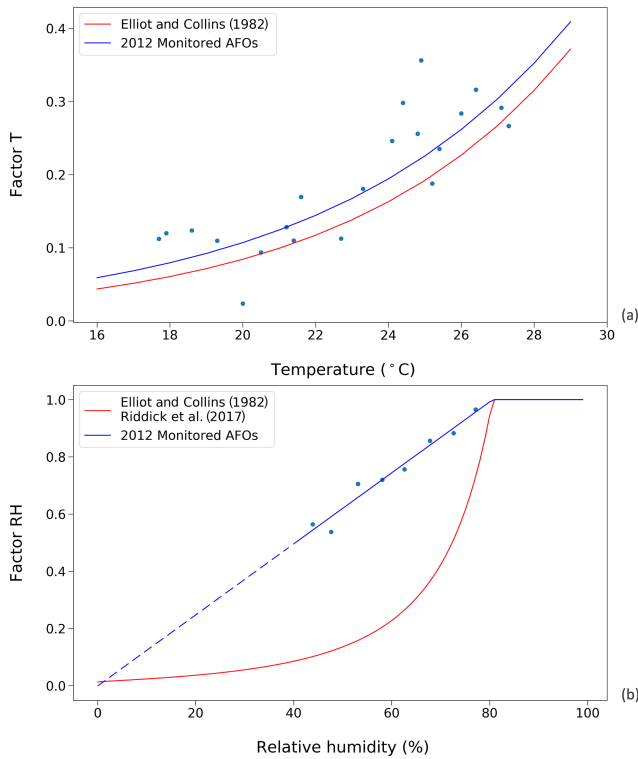 Elliot and Collins (1982)
2012 Monitored AFOs
0.4
0.3
0.2
0.1
0.0
Factor T
16 18 20 22 24 26 28 30
Temperature (°C)
(a)
Elliot and Collins (1982)
Riddick et al. (2017)
2012 Monitored AFOs
1.0
0.8
0.6
0.4
0.2
0.0
Factor RH
0 20 40 60 80 100
Relative humidity (%)
(a)